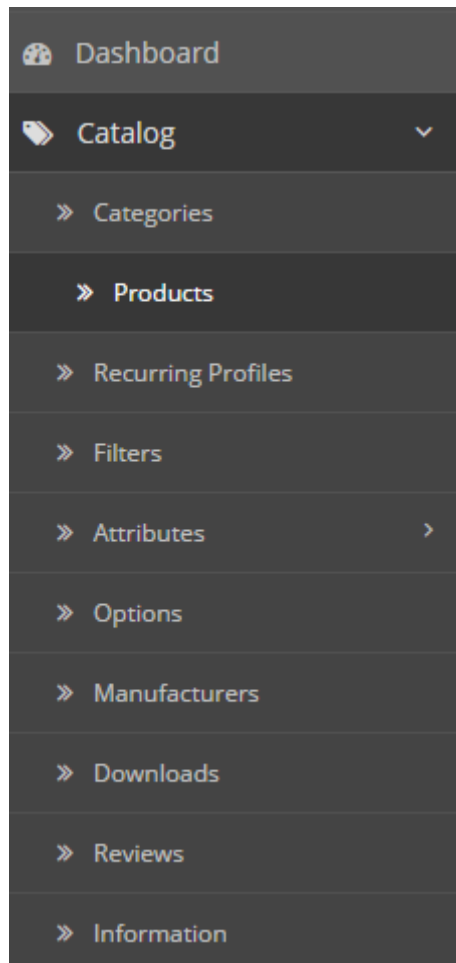 Dashboard
Catalog
Categories
Products
Recurring Profiles
Filters
Attributes
Options
Manufacturers
Downloads
Reviews
Information